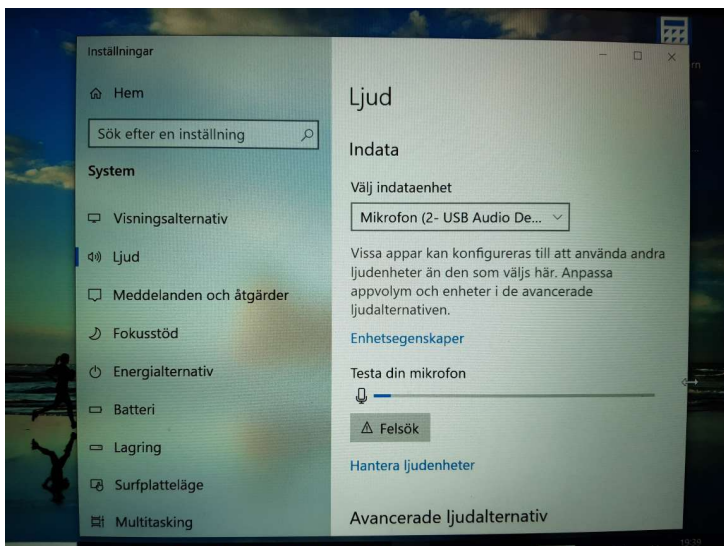 Inställningar
Hem
Sök efter en inställning
System
Visningsalternativ
Ljud
Meddelanden och åtgärder
Fokusstöd
Energialternativ
Batteri
Lagring
Surfplatteläge
Multitasking
Ljud
Indata
Välj indataenhet
Mikrofon (2- USB Audio De...
Vissa appar kan konfigureras till att använda andra
ljudenheter än den som väljs här. Anpassa
appvolym och enheter i de avancerade
ljudalternativen.
Enhetsegenskaper
Testa din mikrofon
Felsök
Hantera ljudenheter
Avancerade ljudalternativ
19:39